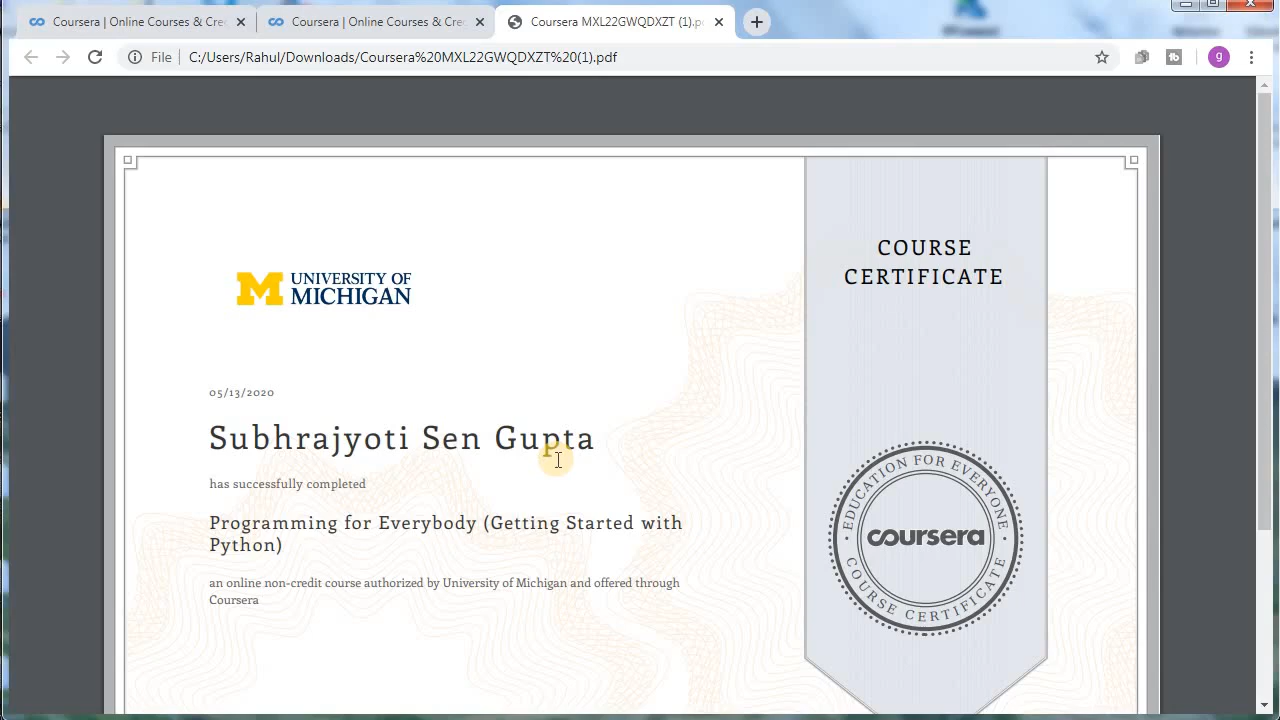 Coursera | Online Courses & Cre
Coursera | Online Courses & Cre
Coursera MXL22GWQDXZT (1).p
File
C:/Users/Rahul/Downloads/Coursera%20MXL22GWQDXZT%20(1).pdf
g
COURSE
CERTIFICATE
UNIVERSITY OF
MICHIGAN
05/13/2020
Subhrajyoti Sen Gupta
has successfully completed
Programming for Everybody (Getting Started with
Python)
an online non-credit course authorized by University of Michigan and offered through
Coursera
EDUCATION FOR EVERYONE
coursera
COURSE CERTIFICATE